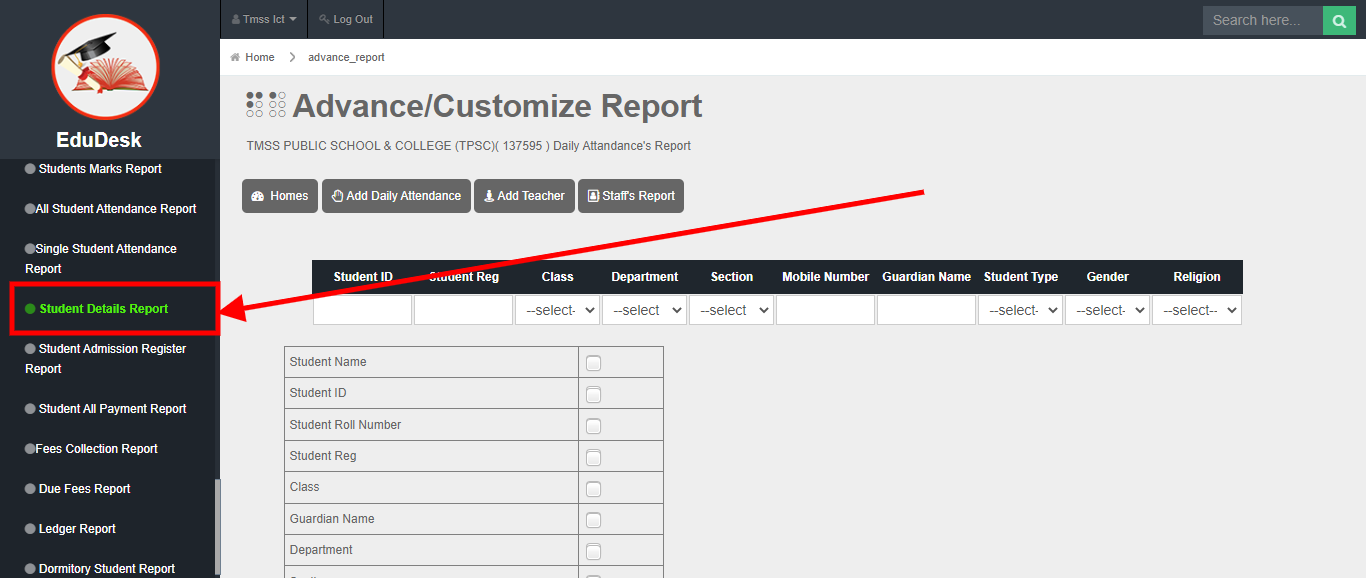 Tmss Ict
Log Out
Search here...
EduDesk
Students Marks Report
All Student Attendance Report
Single Student Attendance
Report
Student Details Report
Student Admission Register
Report
Student All Payment Report
Fees Collection Report
Due Fees Report
Ledger Report
Dormitory Student Report
Home > advance_report
Advance/Customize Report
TMSS PUBLIC SCHOOL & COLLEGE (TPSC)( 137595 ) Daily Attandance's Report
Homes
Add Daily Attendance
Add Teacher
Staff's Report
Student ID Student Reg Class Department Section Mobile Number Guardian Name Student Type Gender Religion
--select- --select --select --select- --select- --select--
Student Name
Student ID
Student Roll Number
Student Reg
Class
Guardian Name
Department